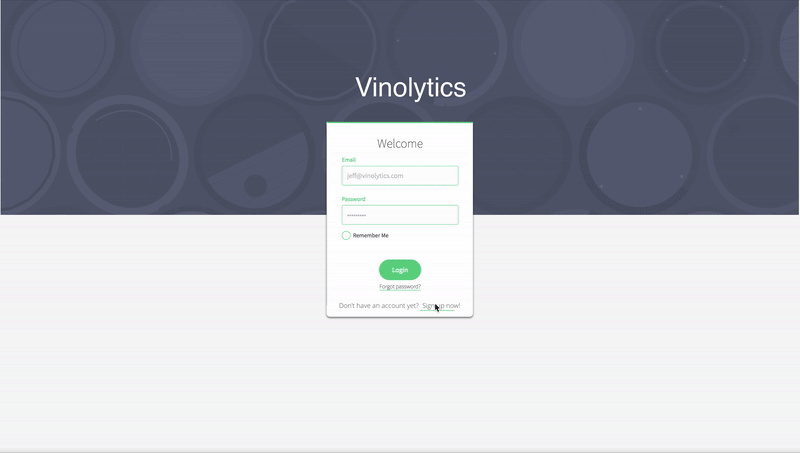 Vinolytics
Welcome
Email
jeff@vinolytics.com
Password
Remember Me
Login
Forgot password?
Don't have an account yet? Sign up now!